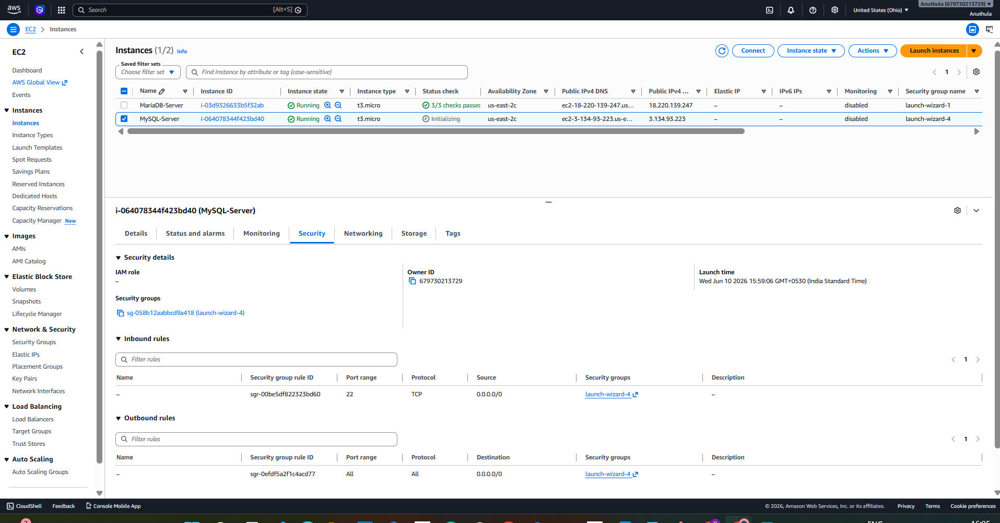 aws
Search
[Alt+S]
United States (Ohio)
Anuthula (679730213729)
Anuthula
EC2
Instances
EC2
Dashboard
AWS Global View
Events
Instances
Instances
Instance Types
Launch Templates
Spot Requests
Savings Plans
Reserved Instances
Dedicated Hosts
Capacity Reservations
Capacity Manager New
Images
AMIs
AMI Catalog
Elastic Block Store
Volumes
Snapshots
Lifecycle Manager
Network & Security
Security Groups
Elastic IPs
Placement Groups
Key Pairs
Network Interfaces
Load Balancing
Load Balancers
Target Groups
Trust Stores
Auto Scaling
Auto Scaling Groups
Instances (1/2) Info
Connect
Instance state
Actions
Launch instances
Saved filter sets
Choose filter set
Find Instance by attribute or tag (case-sensitive)
1
Name Instance ID Instance state Instance type Status check Availability Zone Public IPv4 DNS Public IPv4 ... Elastic IP IPv6 IPs Monitoring Security group name
MariaDB-Server i-03d9326633b5f32ab Running t3.micro 3/3 checks passed us-east-2c ec2-18-220-139-247.us... 18.220.139.247 – – disabled launch-wizard-1
MySQL-Server i-064078344f423bd40 Running t3.micro Initializing us-east-2c ec2-3-134-93-223.us-e... 3.134.93.223 – – disabled launch-wizard-4
i-064078344f423bd40 (MySQL-Server)
Details Status and alarms Monitoring Security Networking Storage Tags
Security details
IAM role
–
Security groups
sg-058b12aabbcd9a418 (launch-wizard-4)
Owner ID
679730213729
Launch time
Wed Jun 10 2026 15:59:06 GMT+0530 (India Standard Time)
Inbound rules
Filter rules
1
Name Security group rule ID Port range Protocol Source Security groups Description
– sgr-00be5df822323bd60 22 TCP 0.0.0.0/0 launch-wizard-4 –
Outbound rules
Filter rules
1
Name Security group rule ID Port range Protocol Destination Security groups Description
– sgr-0efdf5a2f1c4acd77 All All 0.0.0.0/0 launch-wizard-4 –
CloudShell
Feedback
Console Mobile App
© 2026, Amazon Web Services, Inc. or its affiliates.
Privacy
Terms
Cookie preferences